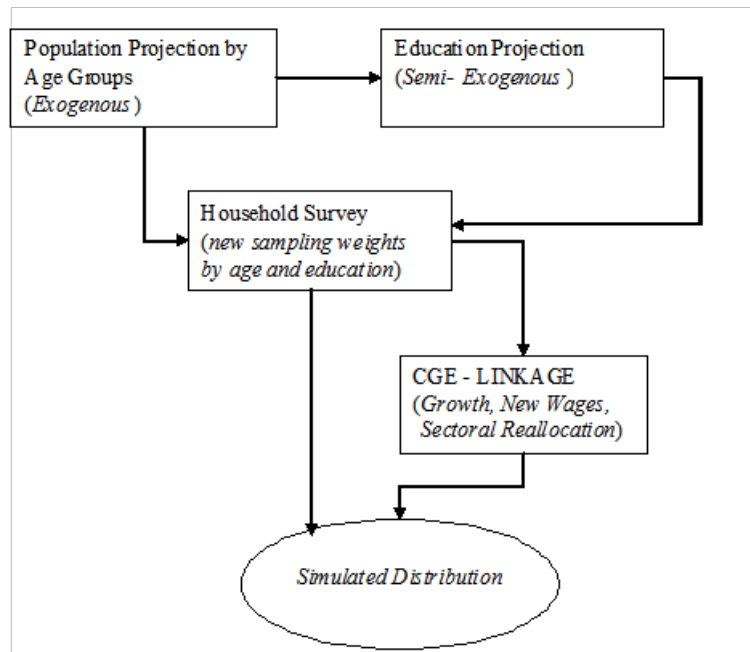 Population Projection by
Age Groups
(Exogenous )
Education Projection
(Semi- Exogenous )
Household Survey
(new sampling weights
by age and education)
CGE - LINKAGE
(Growth, New Wages,
Sectoral Reallocation)
Simulated Distribution